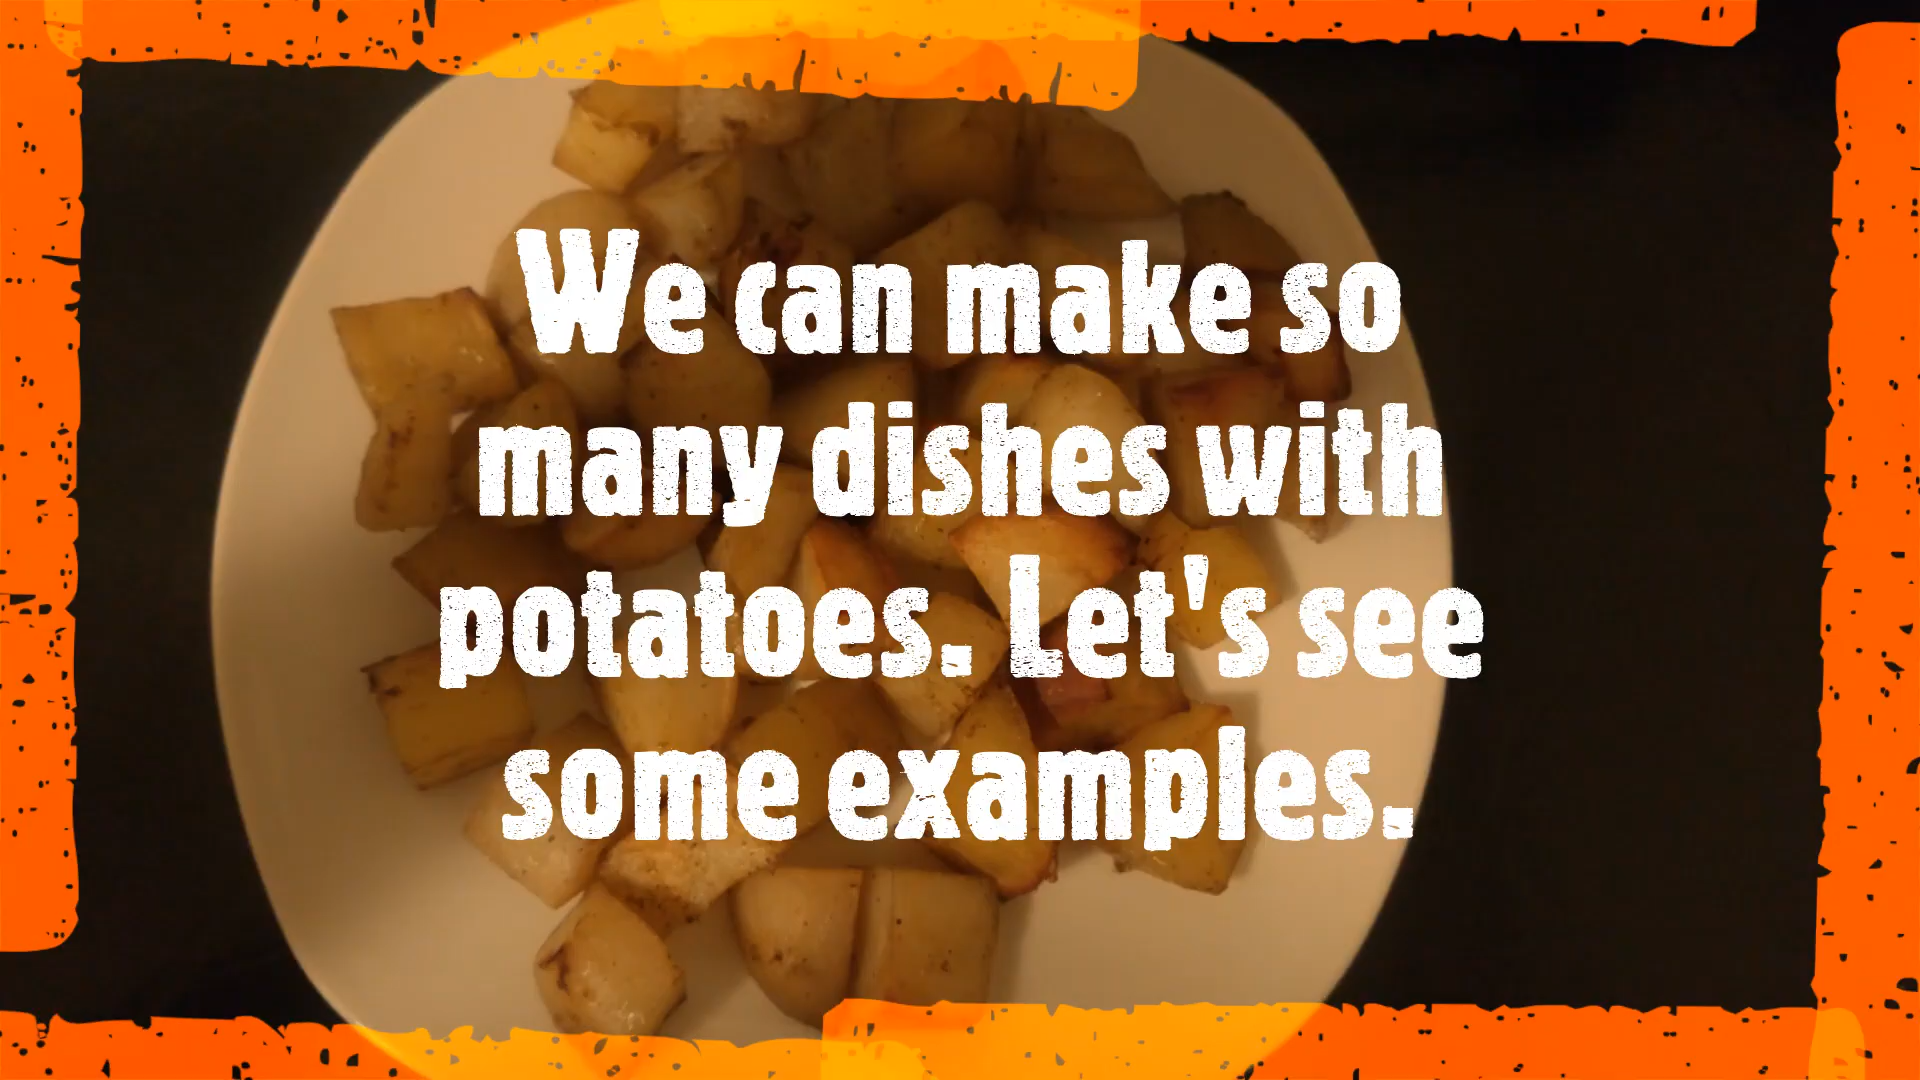 We can make so
many dishes with
potatoes. Let's see
some examples.